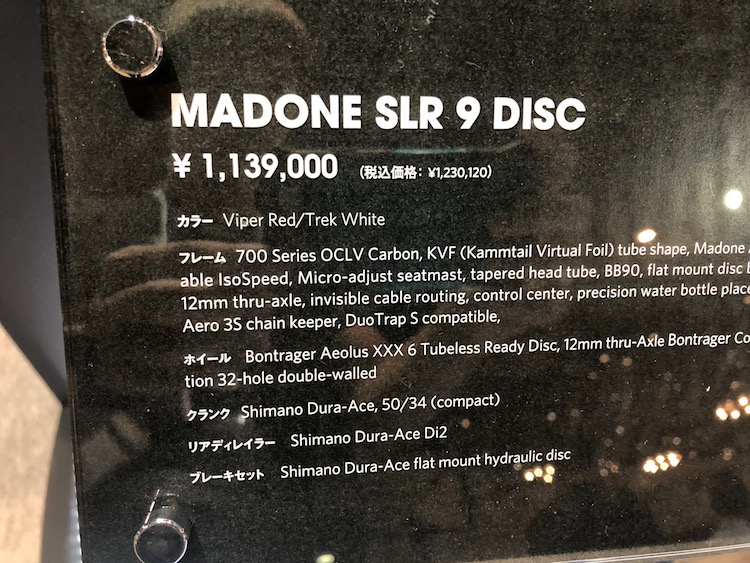 MADONE SLR 9 DISC
¥ 1,139,000 (税込価格: ¥1,230,120)
カラー Viper Red/Trek White
フレーム 700 Series OCLV Carbon, KVF (Kammtail Virtual Foil) tube shape, Madone
able IsoSpeed, Micro-adjust seatmast, tapered head tube, BB90, flat mount disc
12mm thru-axle, invisible cable routing, control center, precision water bottle place
Aero 3S chain keeper, DuoTrap S compatible,
ホイール Bontrager Aeolus XXX 6 Tubeless Ready Disc, 12mm thru-Axle Bontrager Co
tion 32-hole double-walled
クランク Shimano Dura-Ace, 50/34 (compact)
リアディレイラー Shimano Dura-Ace Di2
ブレーキセット Shimano Dura-Ace flat mount hydraulic disc